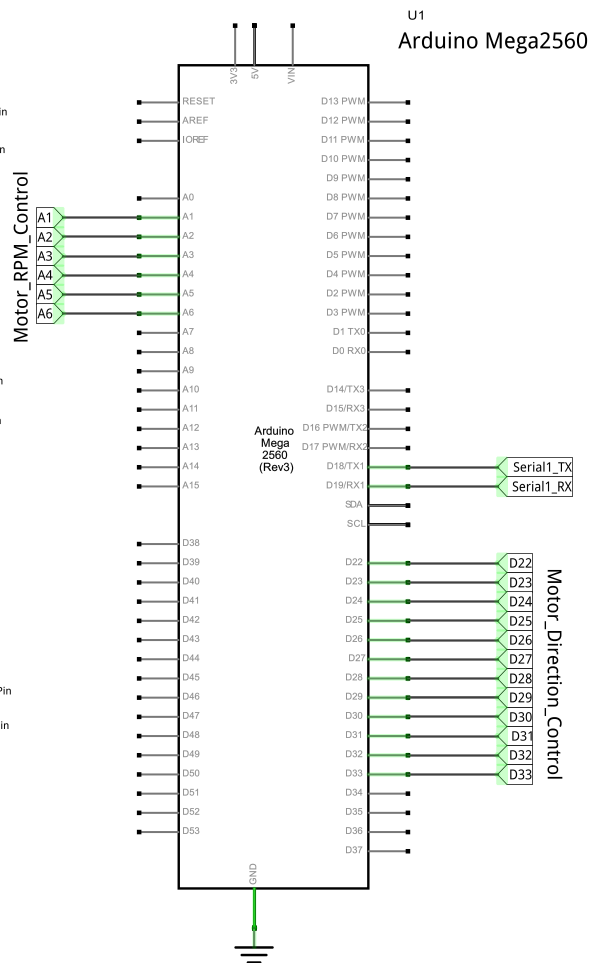 U1
Arduino Mega2560
3V3
5V
VIN
RESET
AREF
IOREF
A0
A1
A2
A3
A4
A5
A6
A7
A8
A9
A10
A11
A12
A13
A14
A15
D38
D39
D40
D41
D42
D43
D44
D45
D46
D47
D48
D49
D50
D51
D52
D53
Motor_RPM_Control
A1
A2
A3
A4
A5
A6
Arduino
Mega
2560
(Rev3)
D13 PWM
D12 PWM
D11 PWM
D10 PWM
D9 PWM
D8 PWM
D7 PWM
D6 PWM
D5 PWM
D4 PWM
D2 PWM
D3 PWM
D1 TX0
D0 RX0
D14/TX3
D15/RX3
D16 PWM/TX2
D17 PWM/RX2
D18/TX1
D19/RX1
SDA
SCL
D22
D23
D24
D25
D26
D27
D28
D29
D30
D31
D32
D33
D34
D35
D36
D37
Serial1_TX
Serial1_RX
D22
D23
D24
D25
D26
D27
D28
D29
D30
D31
D32
D33
Motor_Direction_Control
GND